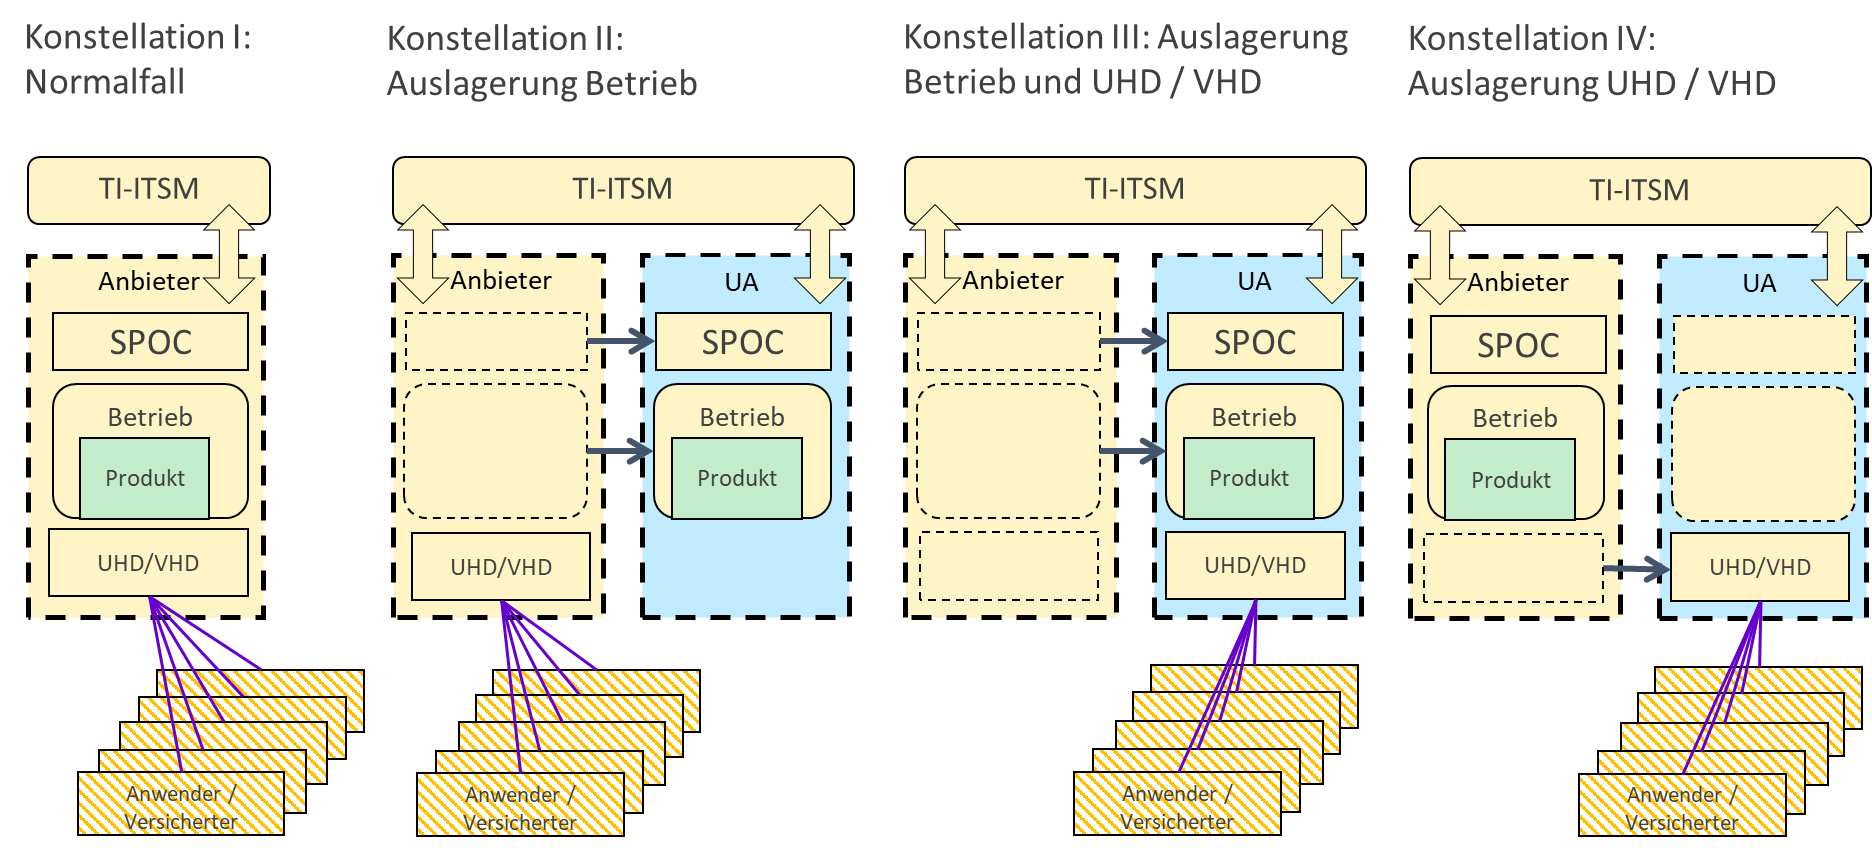 Konstellation I:
Normalfall
TI-ITSM
Anbieter
SPOC
Betrieb
Produkt
UHD/VHD
Anwender /
Versicherter
Konstellation II:
Auslagerung Betrieb
TI-ITSM
Anbieter
UA
SPOC
Betrieb
Produkt
UHD/VHD
Anwender /
Versicherter
Konstellation III: Auslagerung
Betrieb und UHD / VHD
TI-ITSM
Anbieter
UA
SPOC
Betrieb
Produkt
UHD/VHD
Anwender /
Versicherter
Konstellation IV:
Auslagerung UHD / VHD
TI-ITSM
Anbieter
UA
SPOC
Betrieb
Produkt
UHD/VHD
Anwender /
Versicherter